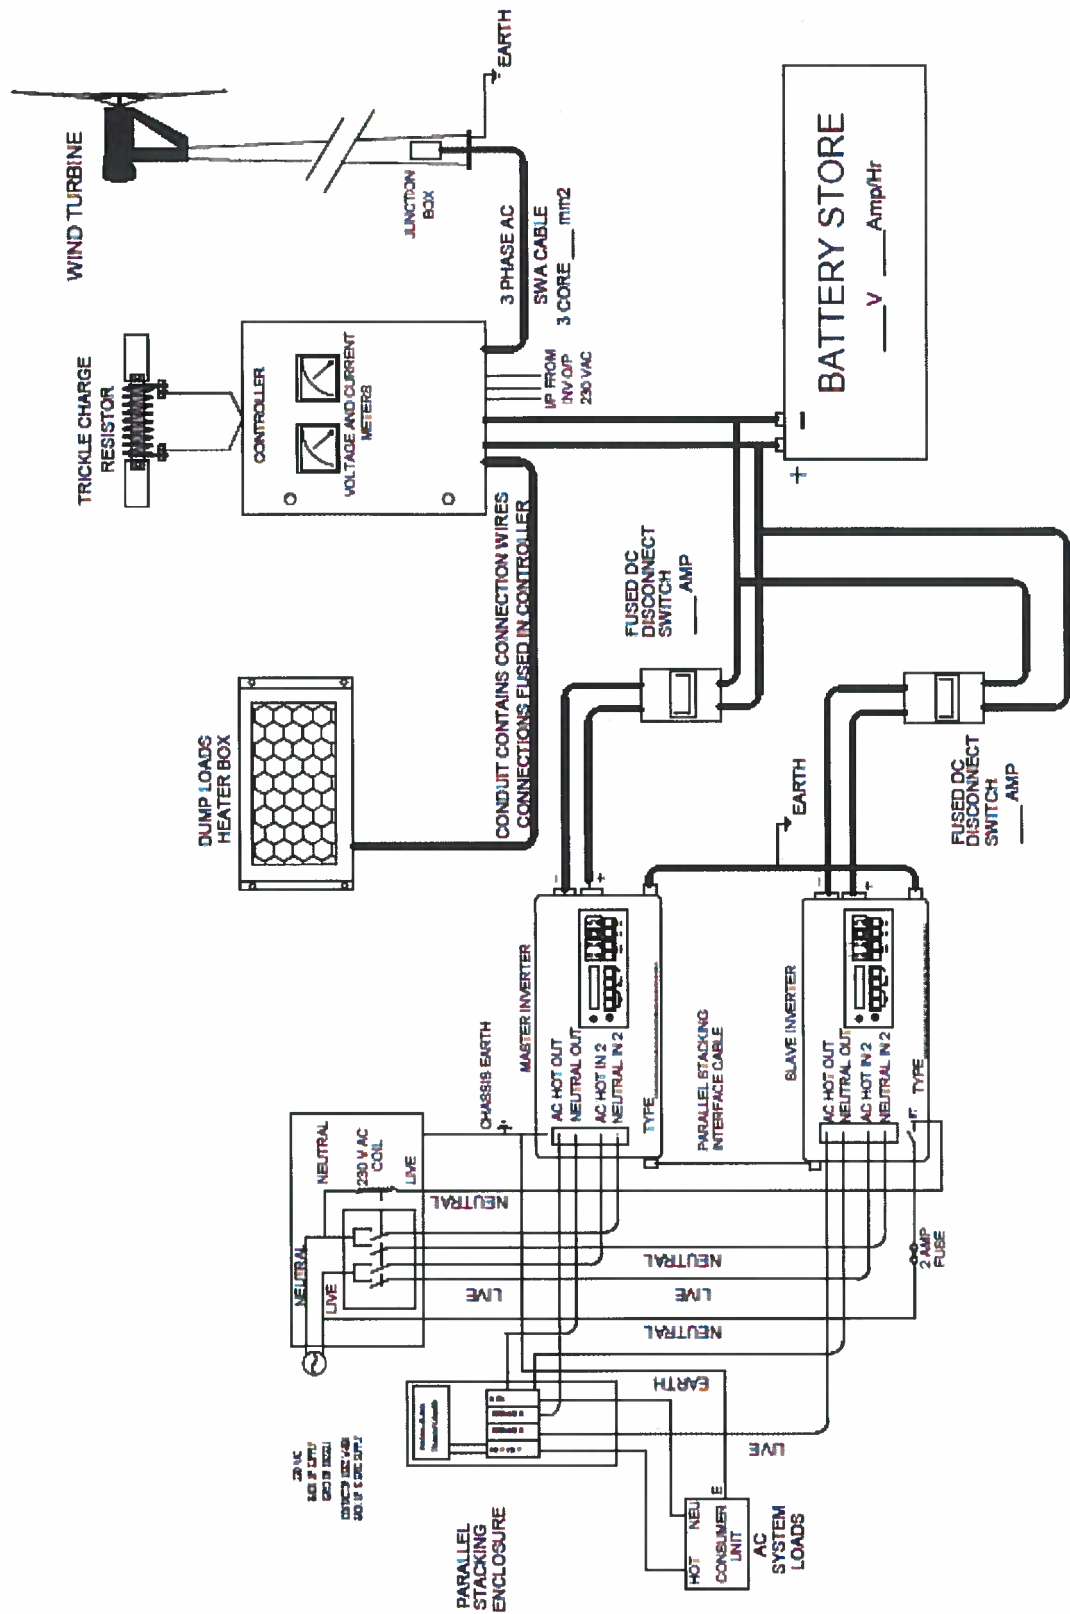 WIND TURBINE
EARTH
JUNCTION
BOX
3 PHASE AC
SWA CABLE
3 CORE ___ mm2
TRICKLE CHARGE
RESISTOR
CONTROLLER
VOLTAGE AND CURRENT
METERS
I/P FROM
INV O/P
230 VAC
BATTERY STORE
___ V ___ Amp/Hr
-
+
DUMP LOADS
HEATER BOX
CONDUIT CONTAINS CONNECTION WIRES
CONNECTIONS FUSED IN CONTROLLER
FUSED DC
DISCONNECT
SWITCH
___ AMP
FUSED DC
DISCONNECT
SWITCH
___ AMP
EARTH
MASTER INVERTER
-
+
AC HOT OUT
NEUTRAL OUT
AC HOT IN 2
NEUTRAL IN 2
TYPE
CHASSIS EARTH
PARALLEL STACKING
INTERFACE CABLE
SLAVE INVERTER
-
+
AC HOT OUT
NEUTRAL OUT
AC HOT IN 2
NEUTRAL IN 2
TYPE
NEUTRAL
230 V AC
COIL
LIVE
NEUTRAL
LIVE
NEUTRAL
LIVE
NEUTRAL
LIVE
NEUTRAL
EARTH
LIVE
2 AMP
FUSE
PARALLEL
STACKING
ENCLOSURE
HOT NEU E
CONSUMER
UNIT
AC
SYSTEM
LOADS